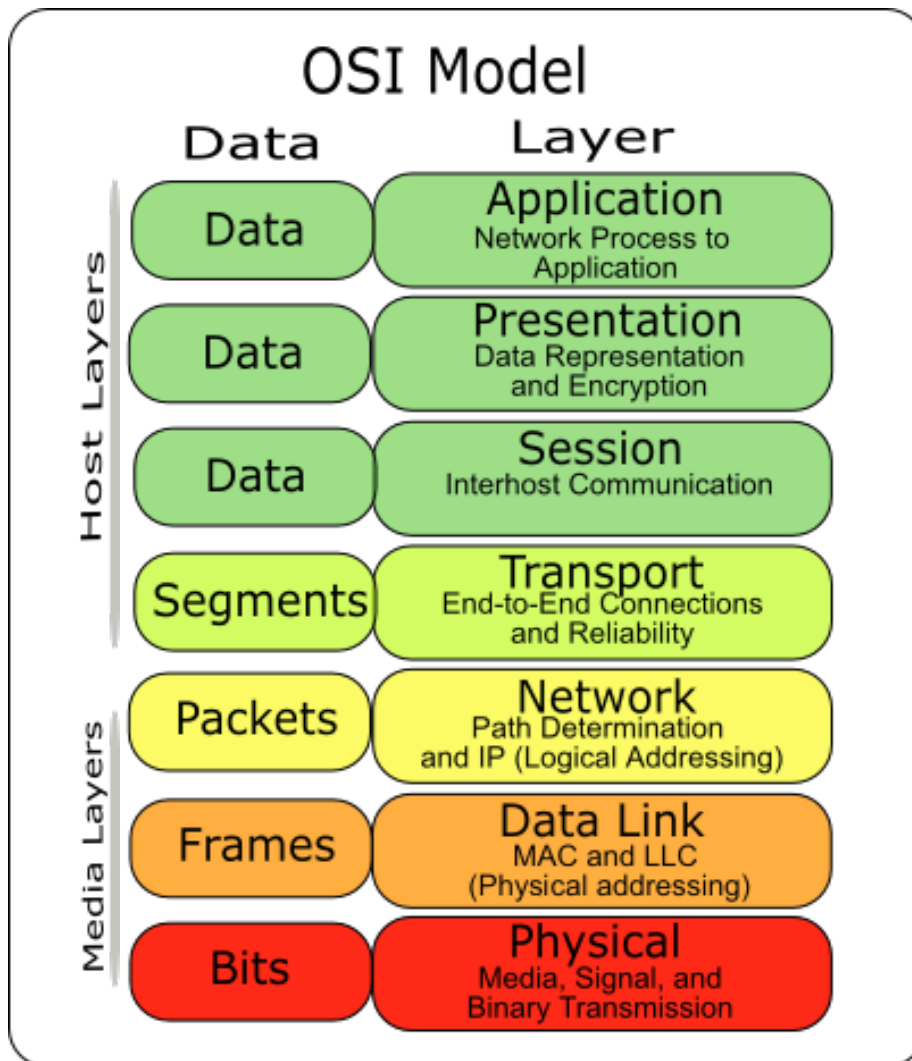 OSI Model
Data
Layer
Host Layers
Data
Application
Network Process to
Application
Data
Presentation
Data Representation
and Encryption
Data
Session
Interhost Communication
Segments
Transport
End-to-End Connections
and Reliability
Media Layers
Packets
Network
Path Determination
and IP (Logical Addressing)
Frames
Data Link
MAC and LLC
(Physical addressing)
Bits
Physical
Media, Signal, and
Binary Transmission